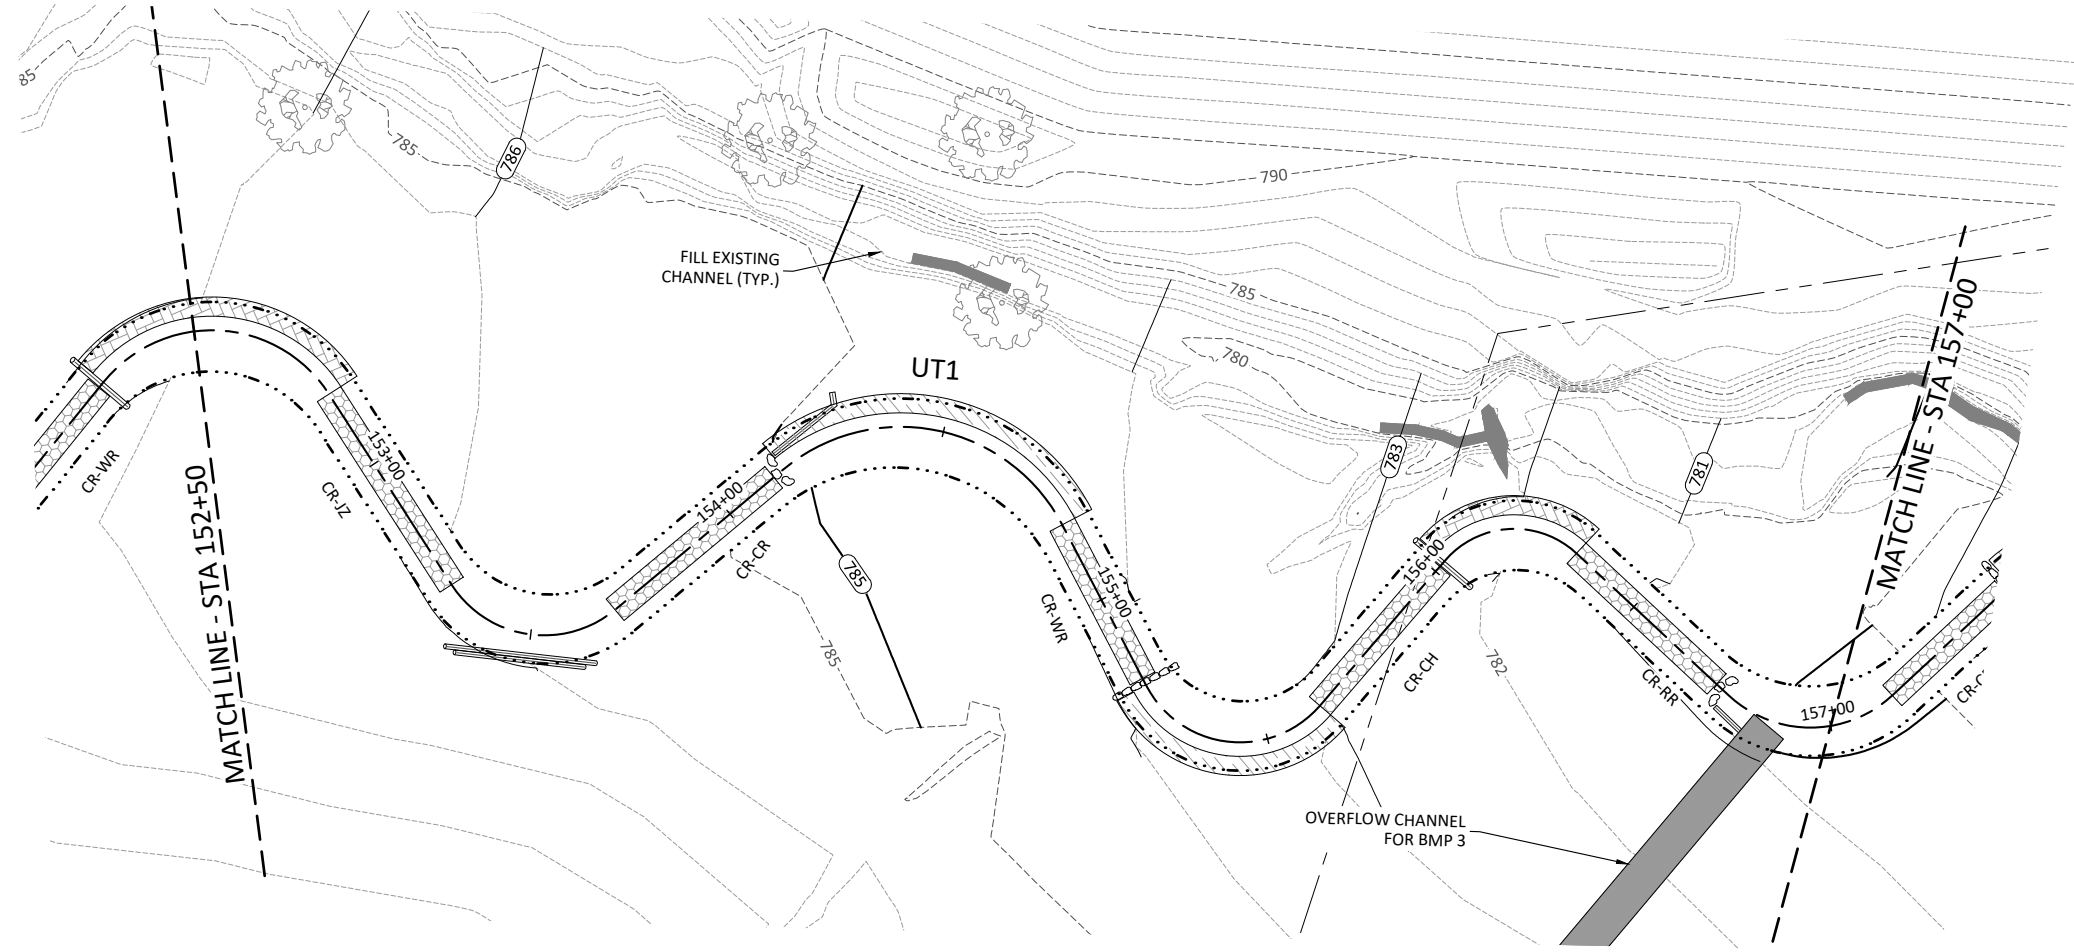 85
785
786
790
FILL EXISTING
CHANNEL (TYP.)
785
780
UT1
783
781
MATCH LINE - STA 152+50
MATCH LINE - STA 157+00
CR-WR
153+00
CR-JZ
154+00
CR-CR
785
785
155+00
CR-WR
156+00
CR-CH
782
CR-RR
157+00
OVERFLOW CHANNEL
FOR BMP 3